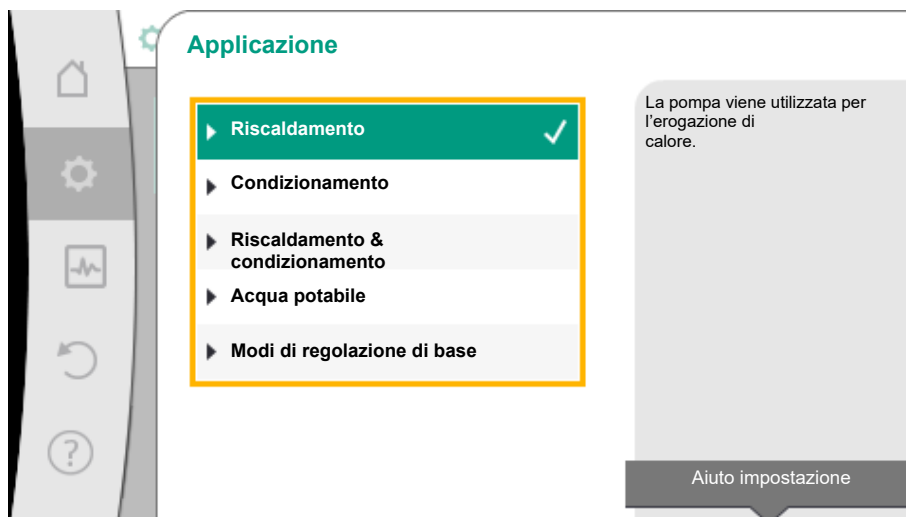 Applicazione
Riscaldamento
Condizionamento
Riscaldamento &
condizionamento
Acqua potabile
Modi di regolazione di base
La pompa viene utilizzata per
l'erogazione di
calore.
Aiuto impostazione
?